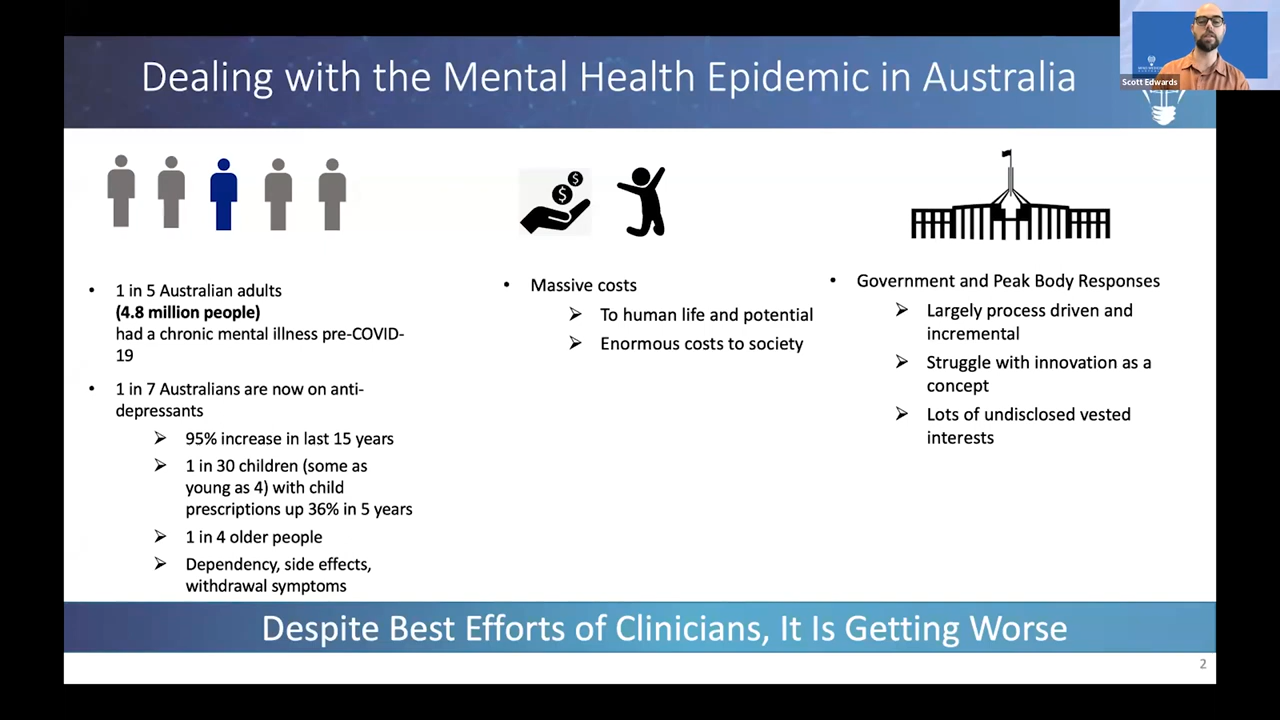 Dealing with the Mental Health Epidemic in Australia
Scott Edwards
$
$
• 1 in 5 Australian adults
(4.8 million people)
had a chronic mental illness pre-COVID-
19
• 1 in 7 Australians are now on anti-
depressants
➢ 95% increase in last 15 years
➢ 1 in 30 children (some as
young as 4) with child
prescriptions up 36% in 5 years
➢ 1 in 4 older people
➢ Dependency, side effects,
withdrawal symptoms
• Massive costs
➢ To human life and potential
➢ Enormous costs to society
• Government and Peak Body Responses
➢ Largely process driven and
incremental
➢ Struggle with innovation as a
concept
➢ Lots of undisclosed vested
interests
Despite Best Efforts of Clinicians, It Is Getting Worse
2